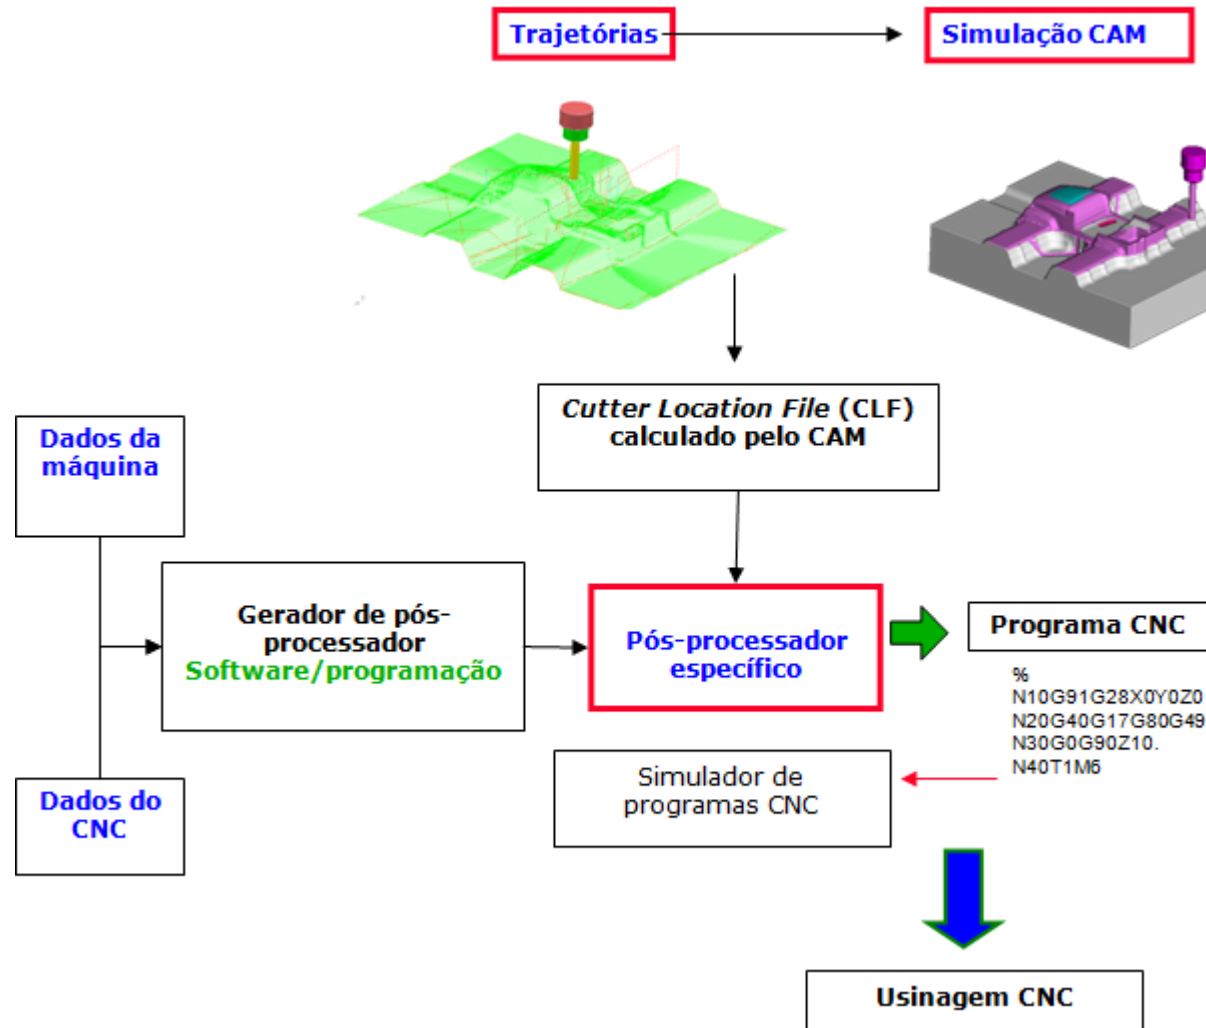 Trajetórias
Simulação CAM
Cutter Location File (CLF)
calculado pelo CAM
Dados da
máquina
Gerador de pós-
processador
Software/programação
Pós-processador
específico
Programa CNC
%
N10G91G28X0Y0Z0
N20G40G17G80G49
N30G0G90Z10.
N40T1M6
Simulador de
programas CNC
Dados do
CNC
Usinagem CNC